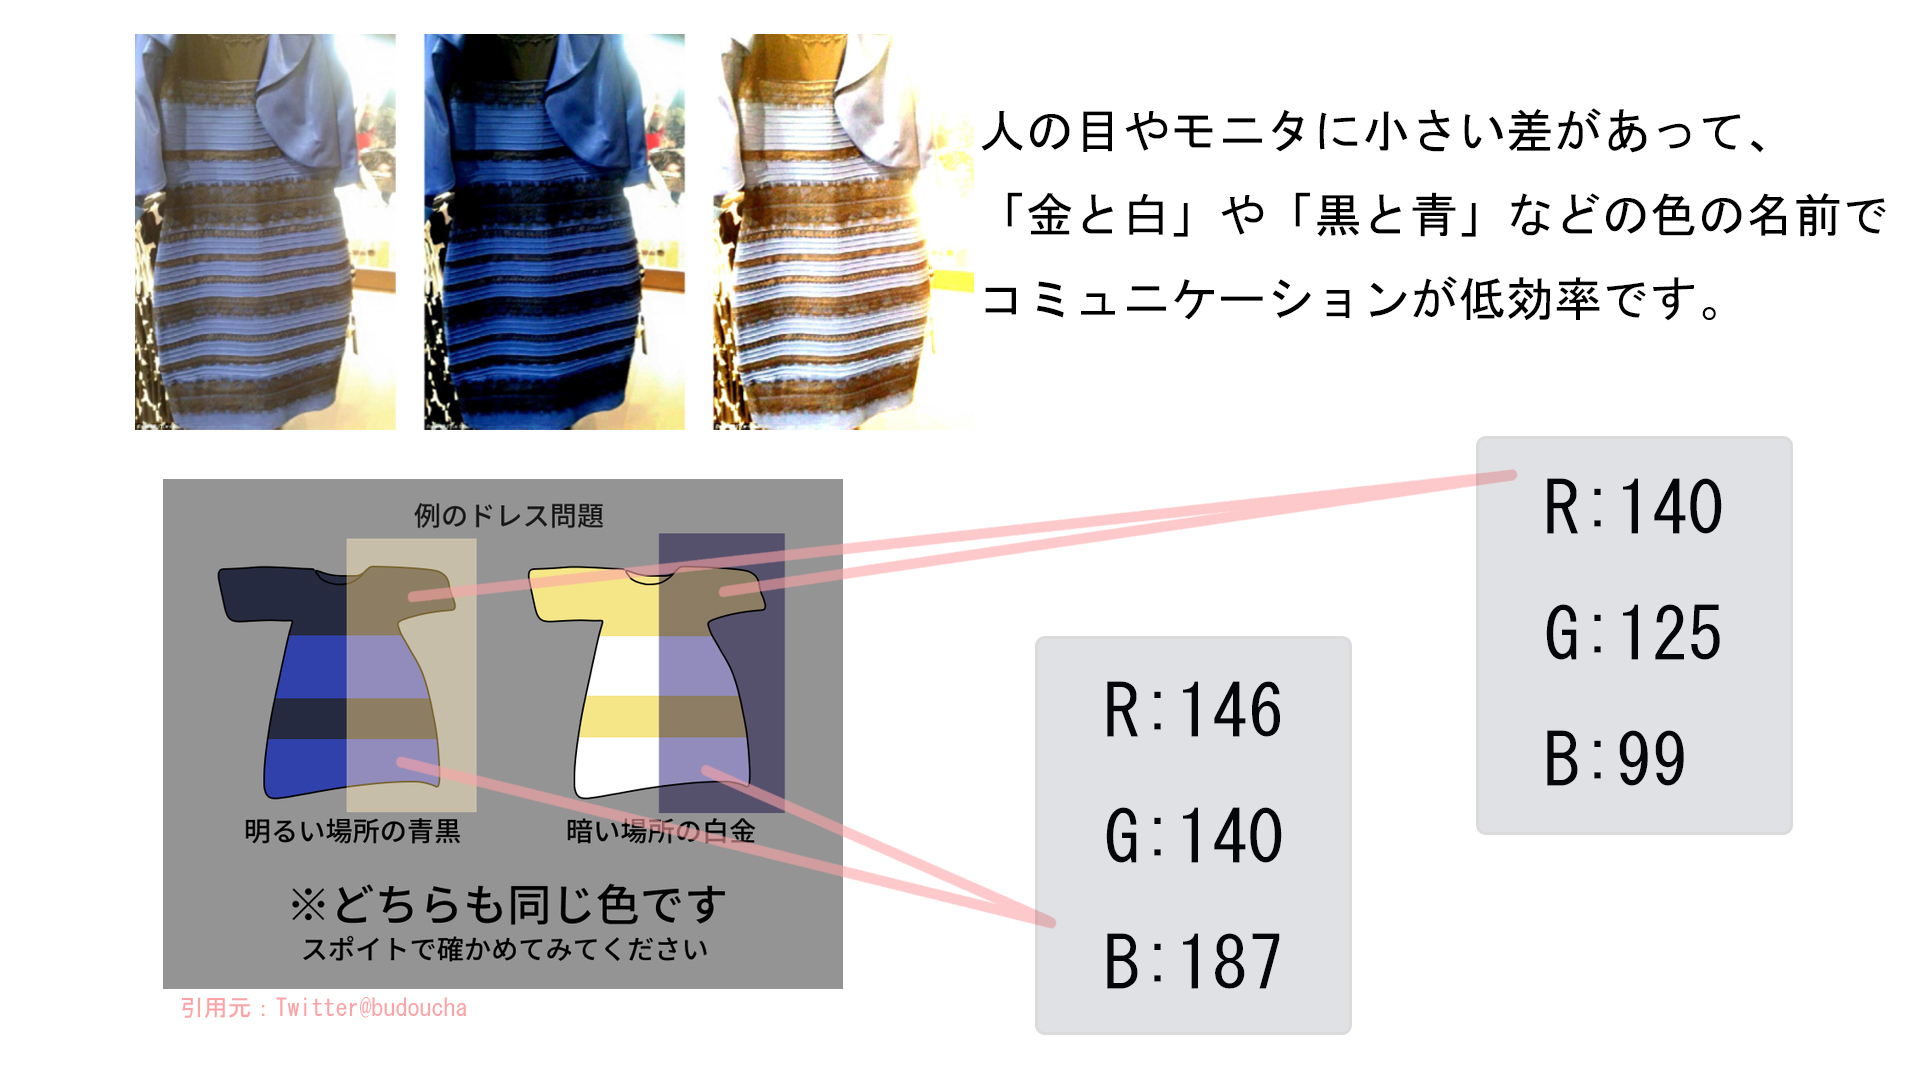 人の目やモニタに小さい差があって、
「金と白」や「黒と青」などの色の名前で
コミュニケーションが低効率です。
例のドレス問題
明るい場所の青黒
暗い場所の白金
※どちらも同じ色です
スポイトで確かめてみてください
引用元：Twitter@budoucha
R:146
G:140
B:187
R:140
G:125
B:99